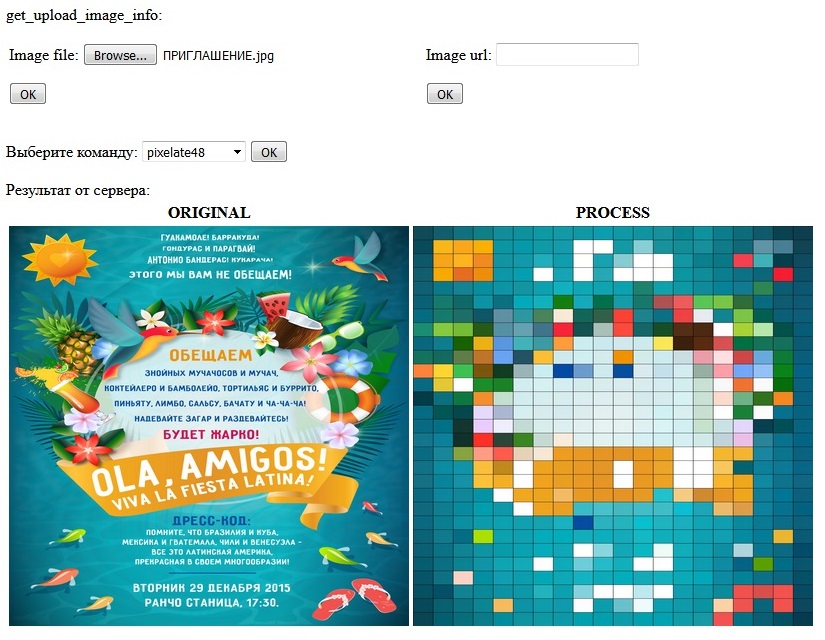 get_upload_image_info:
Image file: Browse... ПРИГЛАШЕНИЕ.jpg Image url:
OK OK
Выберите команду: pixelate48 OK
Результат от сервера:
ORIGINAL PROCESS
ГУАКАМОЛЕ! БАРРАКУДА!
ГОНДУРАС И ПАРАГВАЙ!
АНТОНИО БАНДЕРАС! КУКАРАЧА!
ЭТОГО МЫ ВАМ НЕ ОБЕЩАЕМ!
ОБЕЩАЕМ
ЗНОЙНЫХ МУЧАЧОСОВ И МУЧАЧ,
КОКТЕЙЛЕРО И БАМБОЛЕЙО, ТОРТИЛЬЯС И БУРРИТО,
ПИНЬЯТУ, ЛИМБО, САЛЬСУ, БАЧАТУ И ЧА-ЧА-ЧА!
НАДЕВАЙТЕ ЗАГАР И РАЗДЕВАЙТЕСЬ!
БУДЕТ ЖАРКО!
OLA, AMIGOS!
VIVA LA FIESTA LATINA!
ДРЕСС-КОД:
ПОМНИТЕ, ЧТО БРАЗИЛИЯ И КУБА,
МЕКСИКА И ГВАТЕМАЛА, ЧИЛИ И ВЕНЕСУЭЛА -
ВСЕ ЭТО ЛАТИНСКАЯ АМЕРИКА,
ПРЕКРАСНАЯ В СВОЕМ МНОГООБРАЗИИ!
ВТОРНИК 29 ДЕКАБРЯ 2015
РАНЧО СТАНИЦА, 17:30.